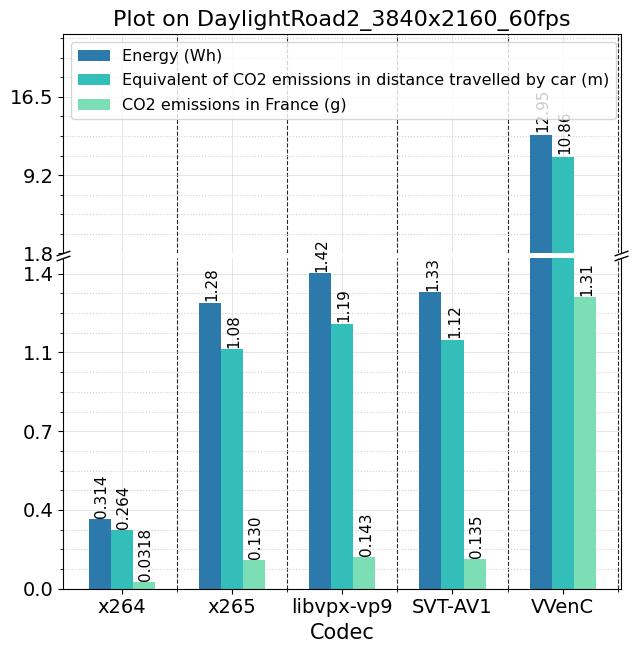 Plot on DaylightRoad2_3840x2160_60fps
Energy (Wh)
Equivalent of CO2 emissions in distance travelled by car (m)
CO2 emissions in France (g)
16.5
9.2
1.8
1.4
1.1
0.7
0.4
0.0
0.314
0.264
0.0318
1.28
1.08
0.130
1.42
1.19
0.143
1.33
1.12
0.135
12.95
10.86
1.31
x264
x265
libvpx-vp9
SVT-AV1
VVenC
Codec